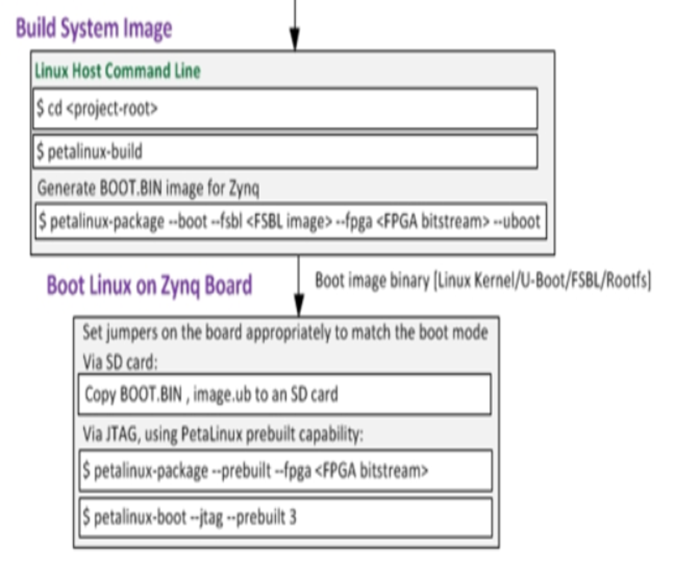 Build System Image
Linux Host Command Line
$ cd <project-root>
$ petalinux-build
Generate BOOT.BIN image for Zynq
$ petalinux-package --boot --fsbl <FSBL image> --fpga <FPGA bitstream> --uboot
Boot Linux on Zynq Board
Boot image binary [Linux Kernel/U-Boot/FSBL/Rootfs]
Set jumpers on the board appropriately to match the boot mode
Via SD card:
Copy BOOT.BIN , image.ub to an SD card
Via JTAG, using PetaLinux prebuilt capability:
$ petalinux-package --prebuilt --fpga <FPGA bitstream>
$ petalinux-boot --jtag --prebuilt 3